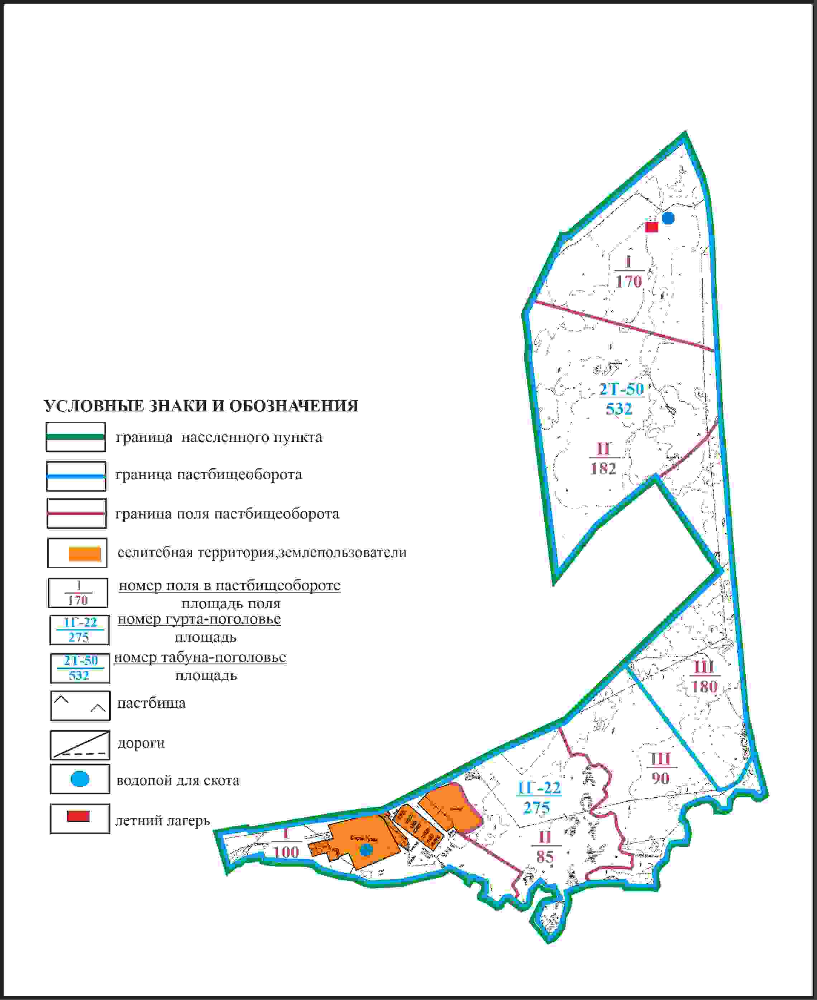 I
170
2Т-50
532
II
182
УСЛОВНЫЕ ЗНАКИ И ОБОЗНАЧЕНИЯ
граница населенного пункта
граница пастбищеоборота
граница поля пастбищеоборота
селитебная территория,землепользователи
I
170
номер поля в пастбищеобороте
площадь поля
1Г-22
275
номер гурта-поголовье
площадь
2Т-50
532
номер табуна-поголовье
площадь
пастбища
дороги
водопой для скота
летний лагерь
III
180
III
90
1Г-22
275
II
85
I
100